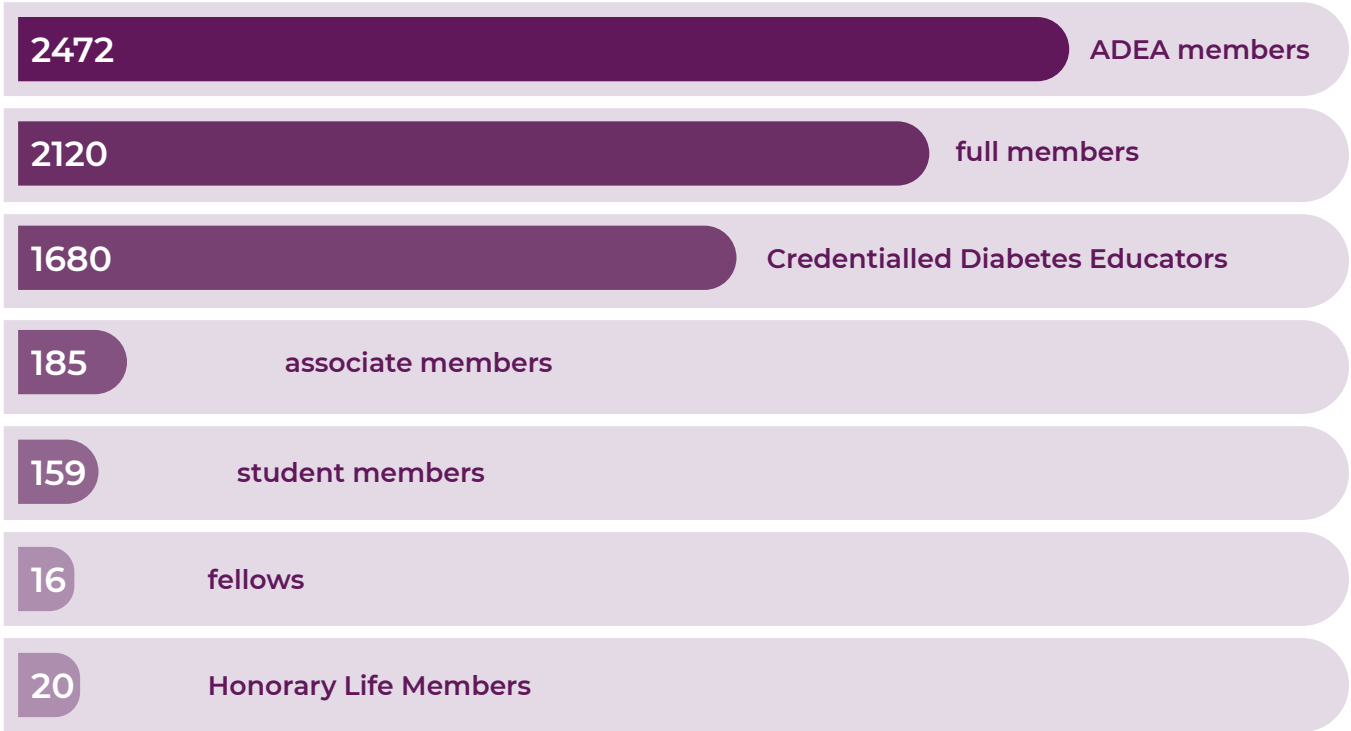 2472 ADEA members
2120 full members
1680 Credentialled Diabetes Educators
185 associate members
159 student members
16 fellows
20 Honorary Life Members